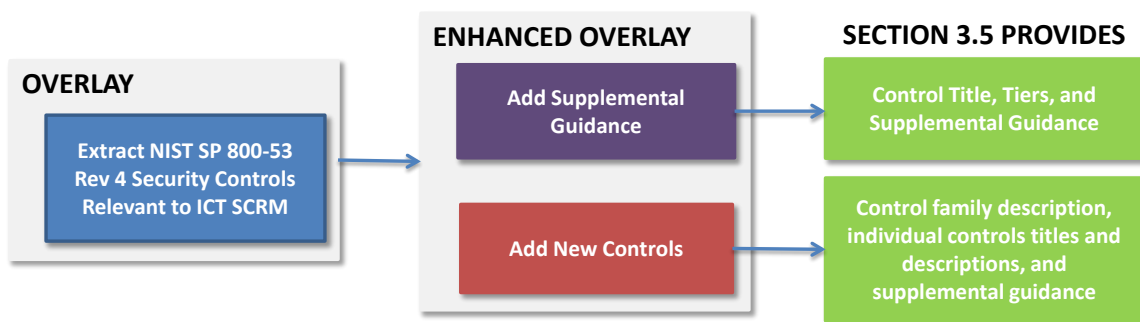 OVERLAY
Extract NIST SP 800-53
Rev 4 Security Controls
Relevant to ICT SCRM
ENHANCED OVERLAY
Add Supplemental
Guidance
Add New Controls
SECTION 3.5 PROVIDES
Control Title, Tiers, and
Supplemental Guidance
Control family description,
individual controls titles and
descriptions, and
supplemental guidance